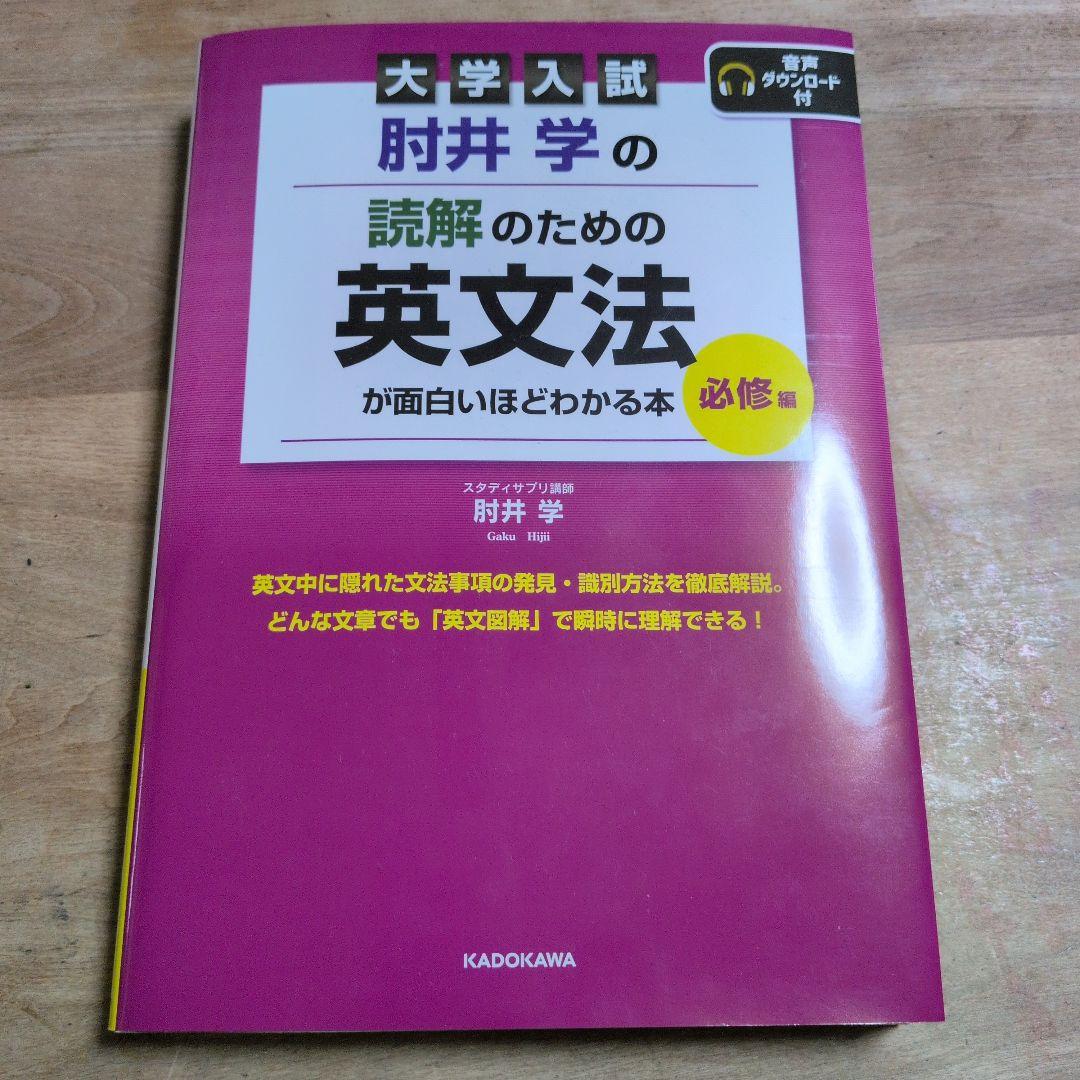 大学入試
音声
ダウンロード
付
肘井 学の
読解のための
英文法
が面白いほどわかる本
必修編
スタディサプリ講師
肘井 学
Gaku Hijii
英文中に隠れた文法事項の発見・識別方法を徹底解説。
どんな文章でも「英文図解」で瞬時に理解できる！
KADOKAWA